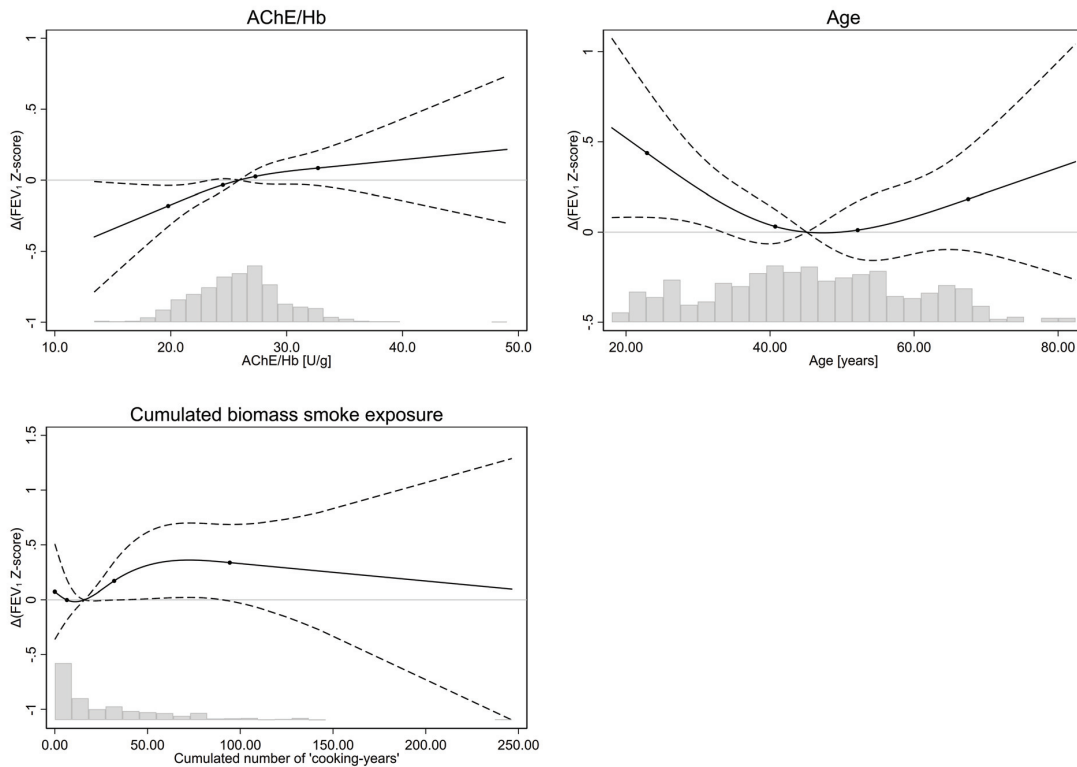 AChE/Hb
Δ(FEV₁ Z-score)
1
.5
0
-.5
-1
10.0 20.0 30.0 40.0 50.0
AChE/Hb [U/g]
Age
Δ(FEV₁ Z-score)
1
.5
0
-.5
20.00 40.00 60.00 80.00
Age [years]
Cumulated biomass smoke exposure
Δ(FEV₁ Z-score)
1.5
1
.5
0
-.5
-1
0.00 50.00 100.00 150.00 200.00 250.00
Cumulated number of 'cooking-years'